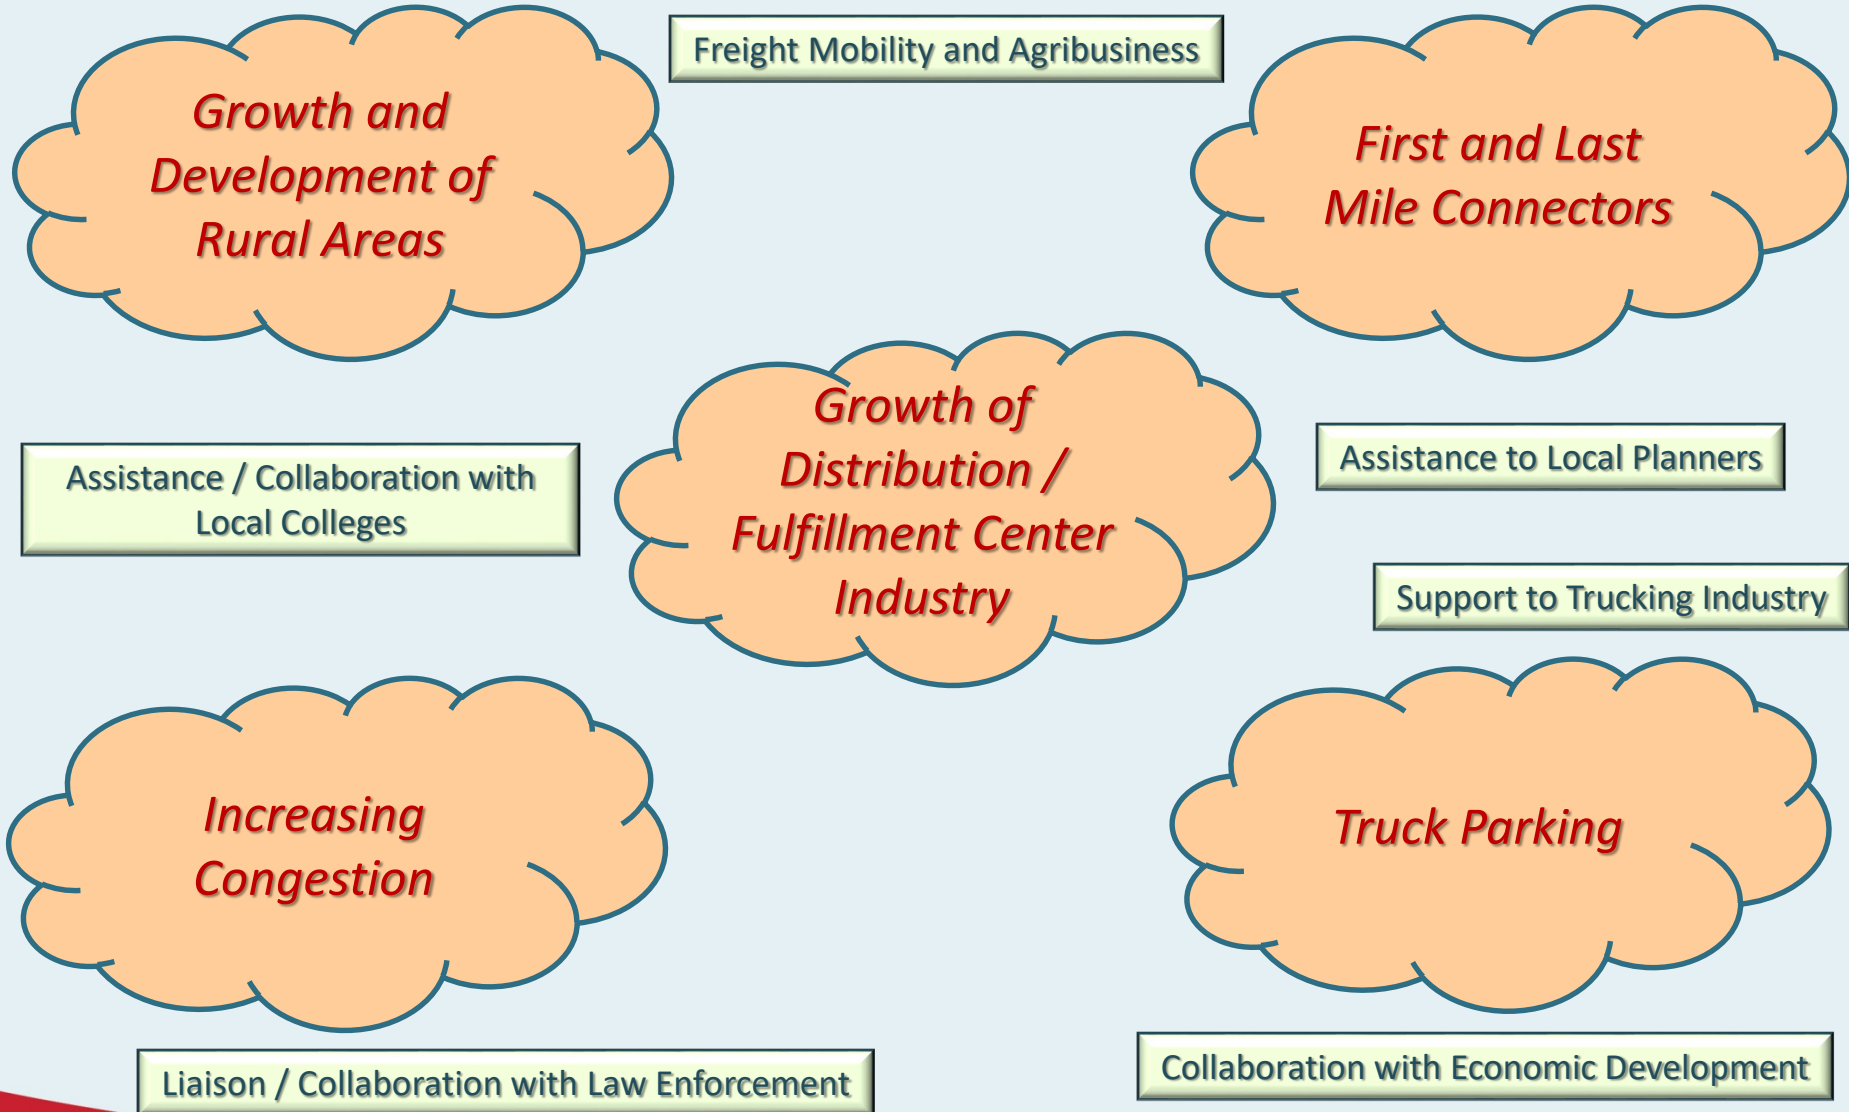 Freight Mobility and Agribusiness
Growth and
Development of
Rural Areas
First and Last
Mile Connectors
Growth of
Distribution /
Fulfillment Center
Industry
Assistance / Collaboration with
Local Colleges
Assistance to Local Planners
Support to Trucking Industry
Increasing
Congestion
Truck Parking
Liaison / Collaboration with Law Enforcement
Collaboration with Economic Development